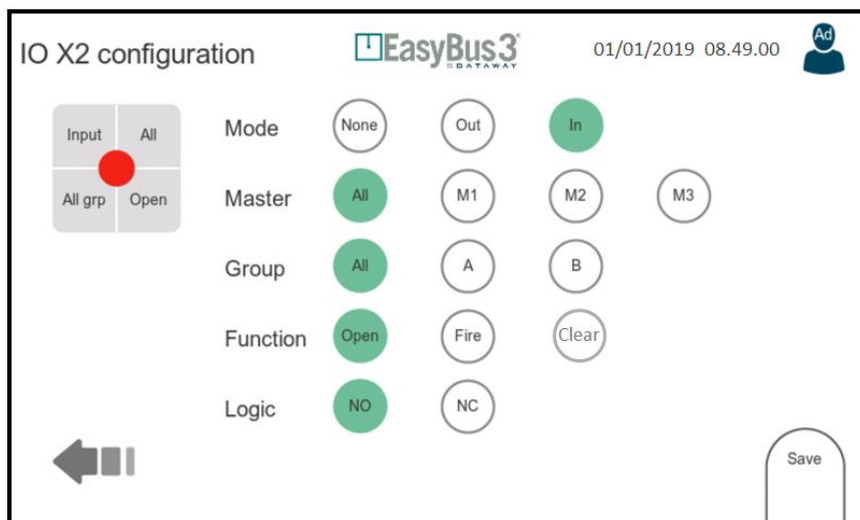 IO X2 configuration EasyBus3 01/01/2019 08.49.00 Ad
DATAWAY
Input All
All grp Open
Mode None Out In
Master All M1 M2 M3
Group All A B
Function Open Fire Clear
Logic NO NC
Save